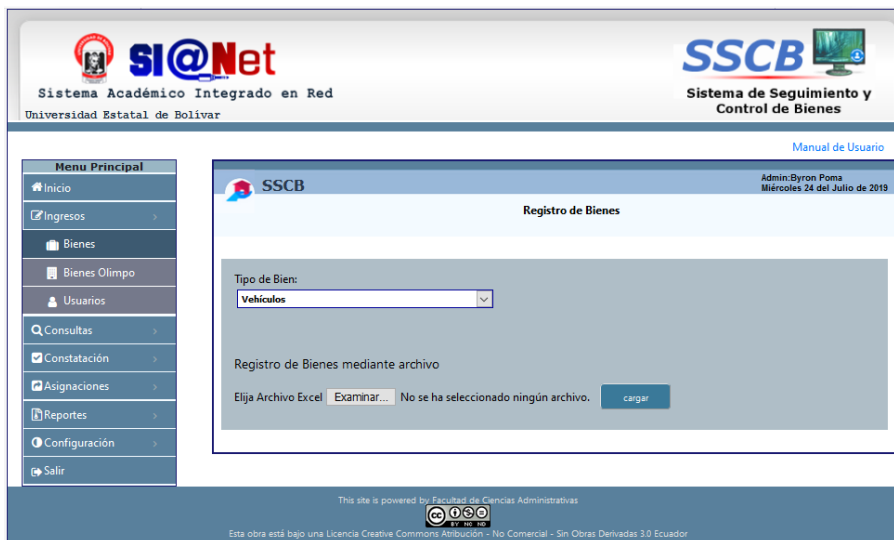 SI@Net
Sistema Académico Integrado en Red
Universidad Estatal de Bolívar
SSCB
Sistema de Seguimiento y
Control de Bienes
Manual de Usuario
Menu Principal
Inicio
Ingresos
Bienes
Bienes Olimpo
Usuarios
Consultas
Constatación
Asignaciones
Reportes
Configuración
Salir
SSCB
Admin:Byron Poma
Miércoles 24 del Julio de 2019
Registro de Bienes
Tipo de Bien:
Vehículos
Registro de Bienes mediante archivo
Elija Archivo Excel Examinar... No se ha seleccionado ningún archivo. cargar
This site is powered by Facultad de Ciencias Administrativas
cc
BY NC ND
Esta obra está bajo una Licencia Creative Commons Atribución - No Comercial - Sin Obras Derivadas 3.0 Ecuador